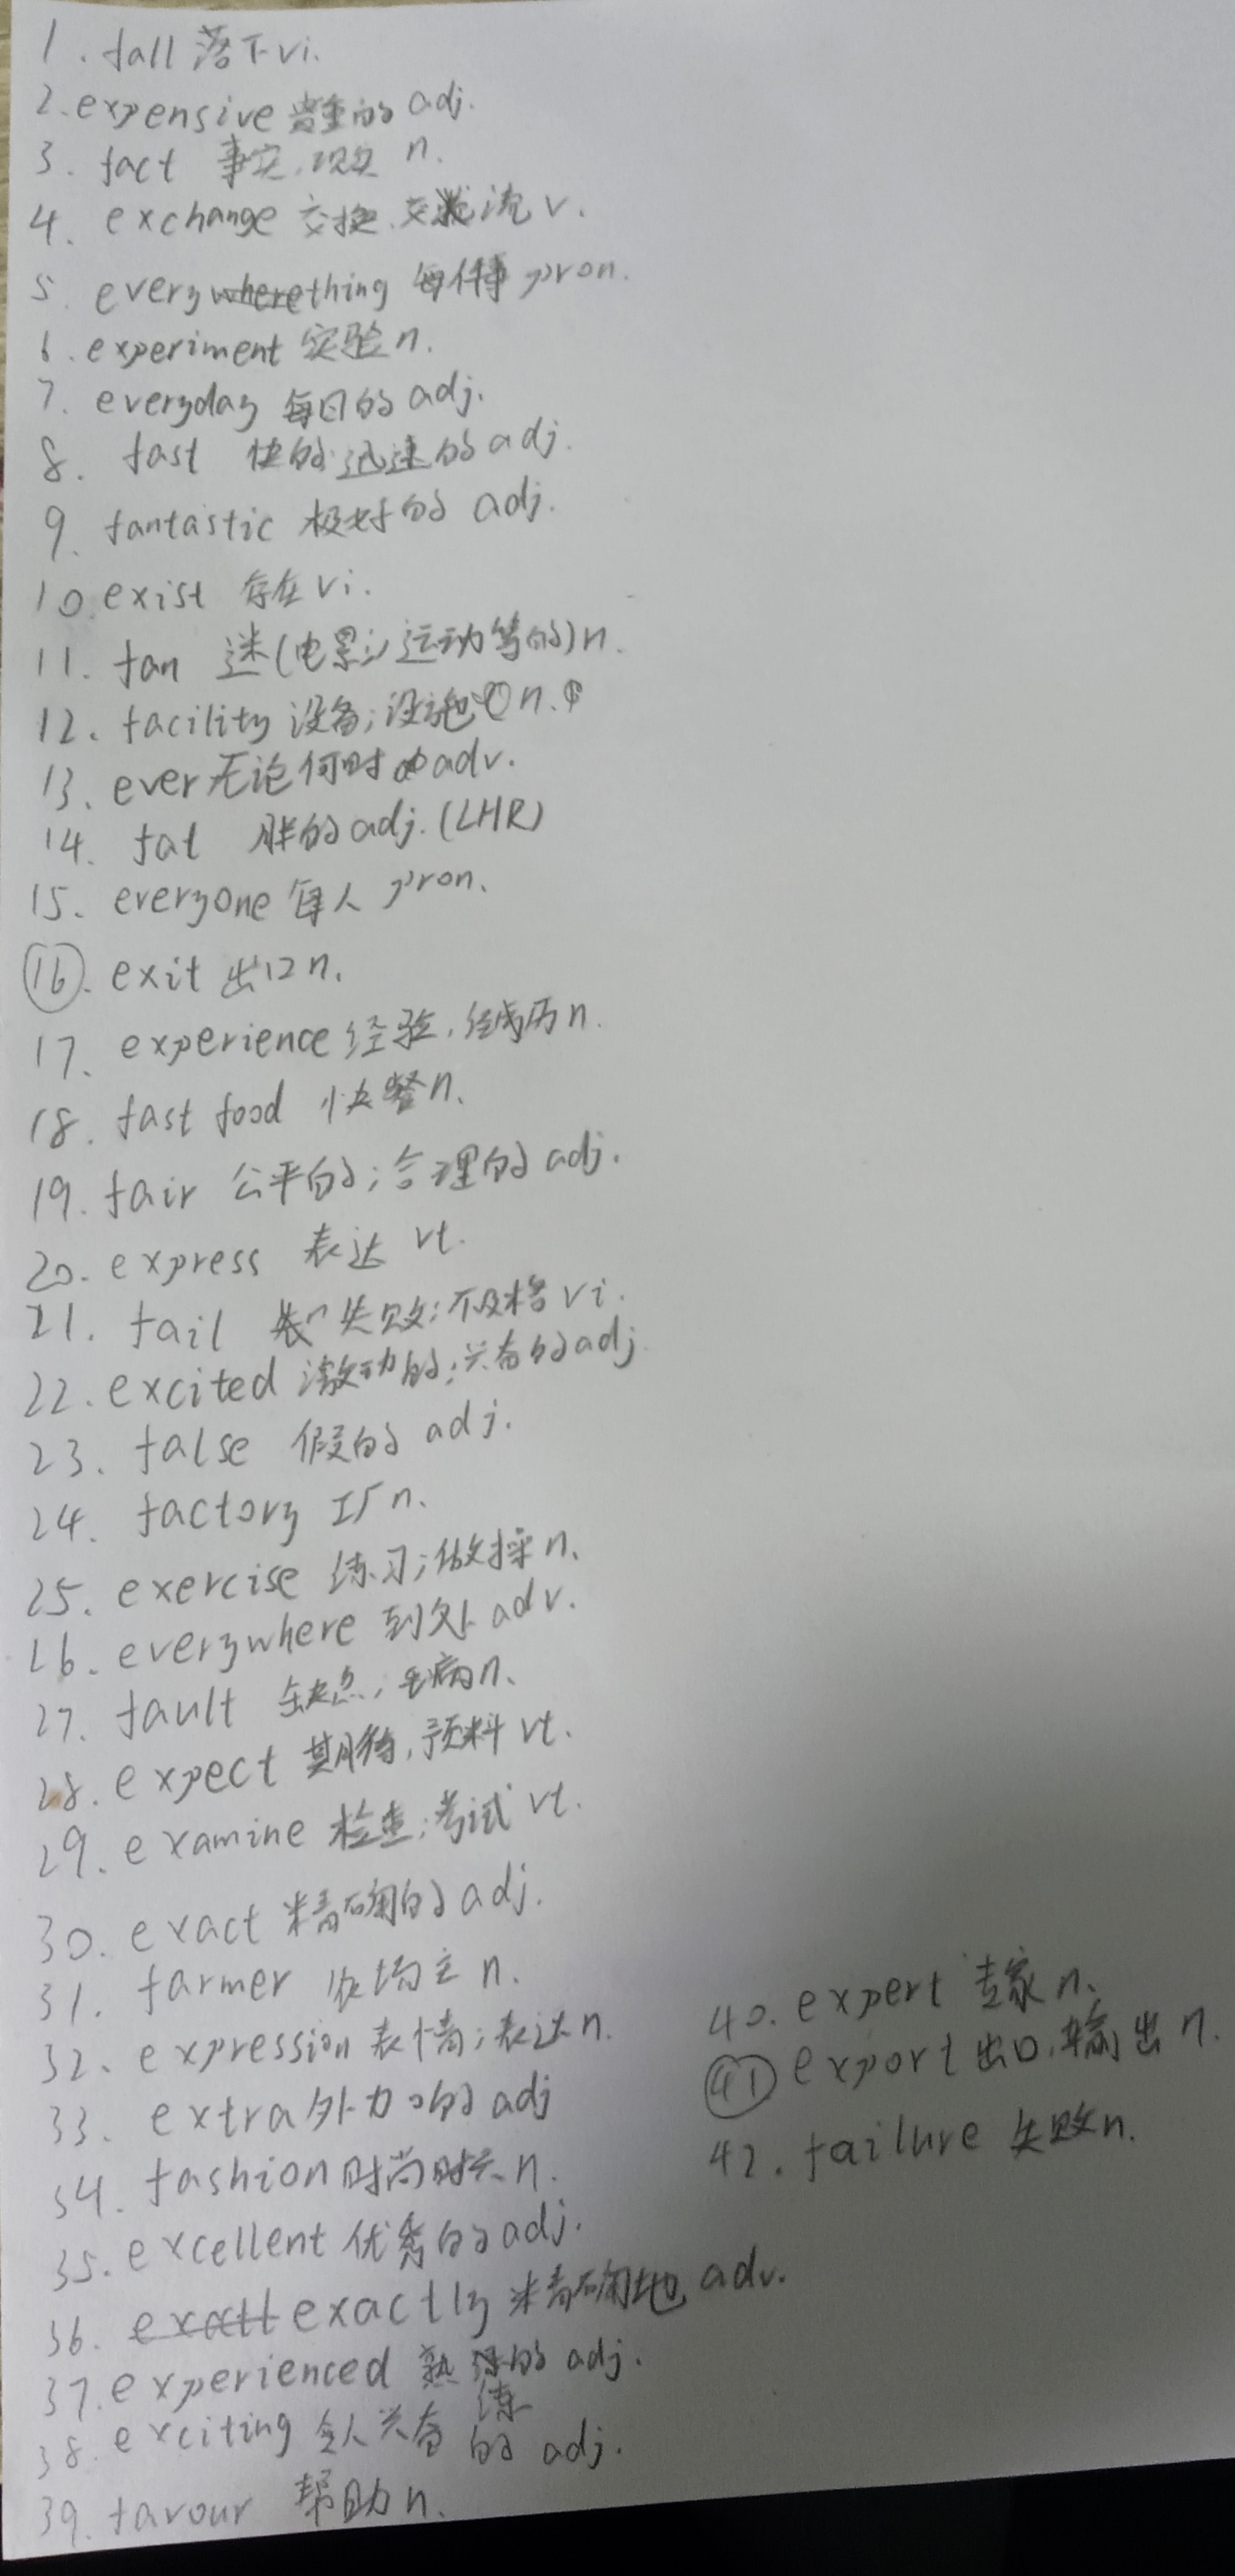 1. fall 落下 vi.
2. expensive 贵重的 adj.
3. fact 事实,现实 n.
4. exchange 交换.交流 v.
5. everything 每件事 pron.
6. experiment 实验 n.
7. everyday 每日的 adj.
8. fast 快的 迅速的 adj.
9. fantastic 极好的 adj.
10. exist 存在 vi.
11. fan 迷(电影;运动等的) n.
12. facility 设备;设施 n.
13. ever 无论何时 adv.
14. fat 胖的 adj. (LHR)
15. everyone 每人 pron.
16. exit 出口 n.
17. experience 经验,经历 n.
18. fast food 快餐 n.
19. fair 公平的;合理的 adj.
20. express 表达 vt.
21. fail 失败;不及格 vi.
22. excited 激动的;兴奋的 adj.
23. false 假的 adj.
24. factory 工厂 n.
25. exercise 练习;做操 n.
26. everywhere 到处 adv.
27. fault 缺点;毛病 n.
28. expect 期待,预料 vt.
29. examine 检查;考试 vt.
30. exact 精确的 adj.
31. farmer 农场主 n.
32. expression 表情;表达 n.
33. extra 外加的 adj
34. fashion 时尚 时 n.
35. excellent 优秀的 adj.
36. exactly 精确地 adv.
37. experienced 熟练的 adj.
38. exciting 令人兴奋的 adj.
39. favour 帮助 n.
40. expert 专家 n.
41. export 出口,输出 n.
42. failure 失败 n.